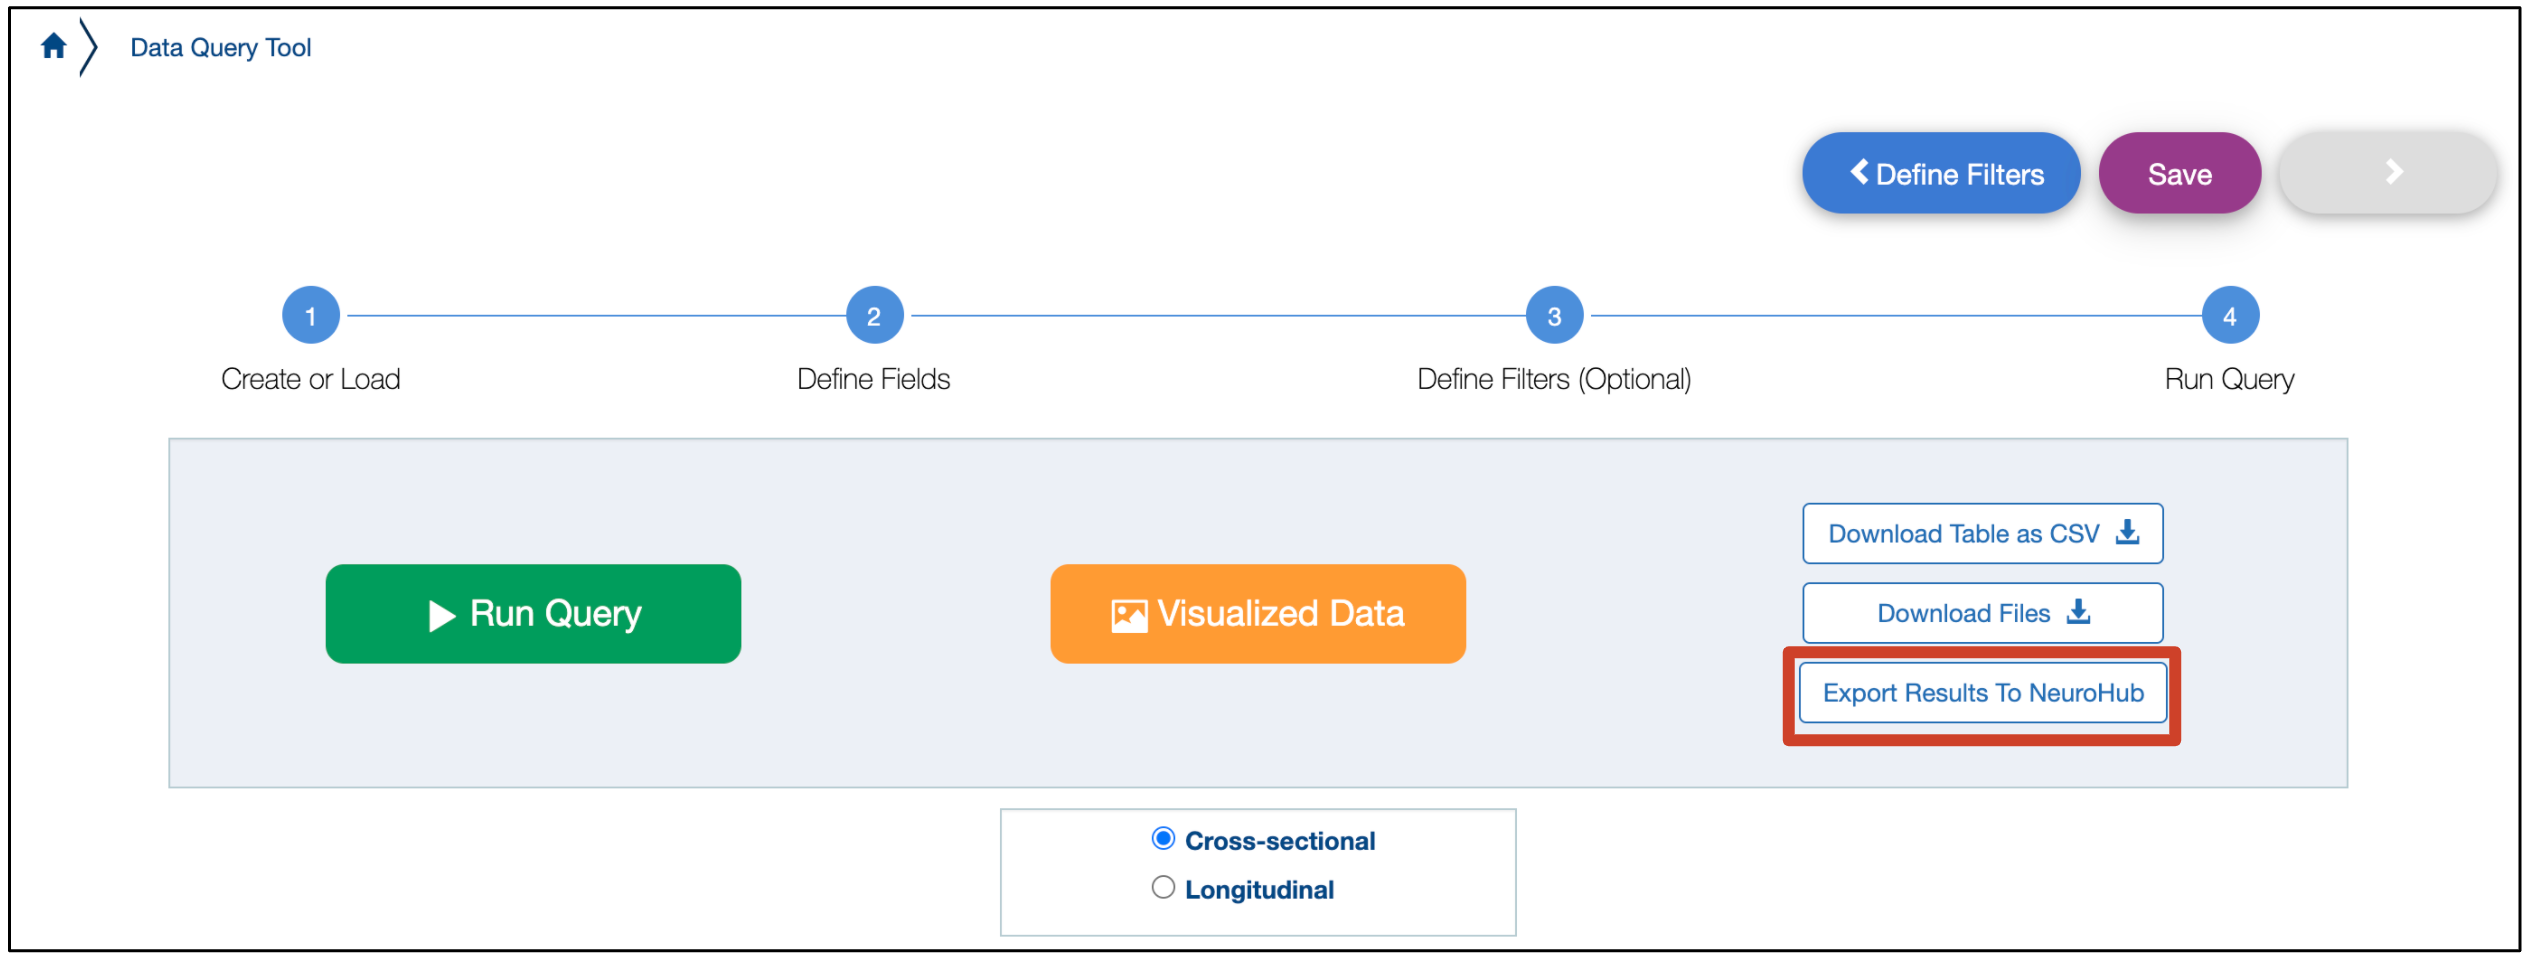 Data Query Tool
Define Filters
Save
1
2
3
4
Create or Load
Define Fields
Define Filters (Optional)
Run Query
Run Query
Visualized Data
Download Table as CSV
Download Files
Export Results To NeuroHub
Cross-sectional
Longitudinal